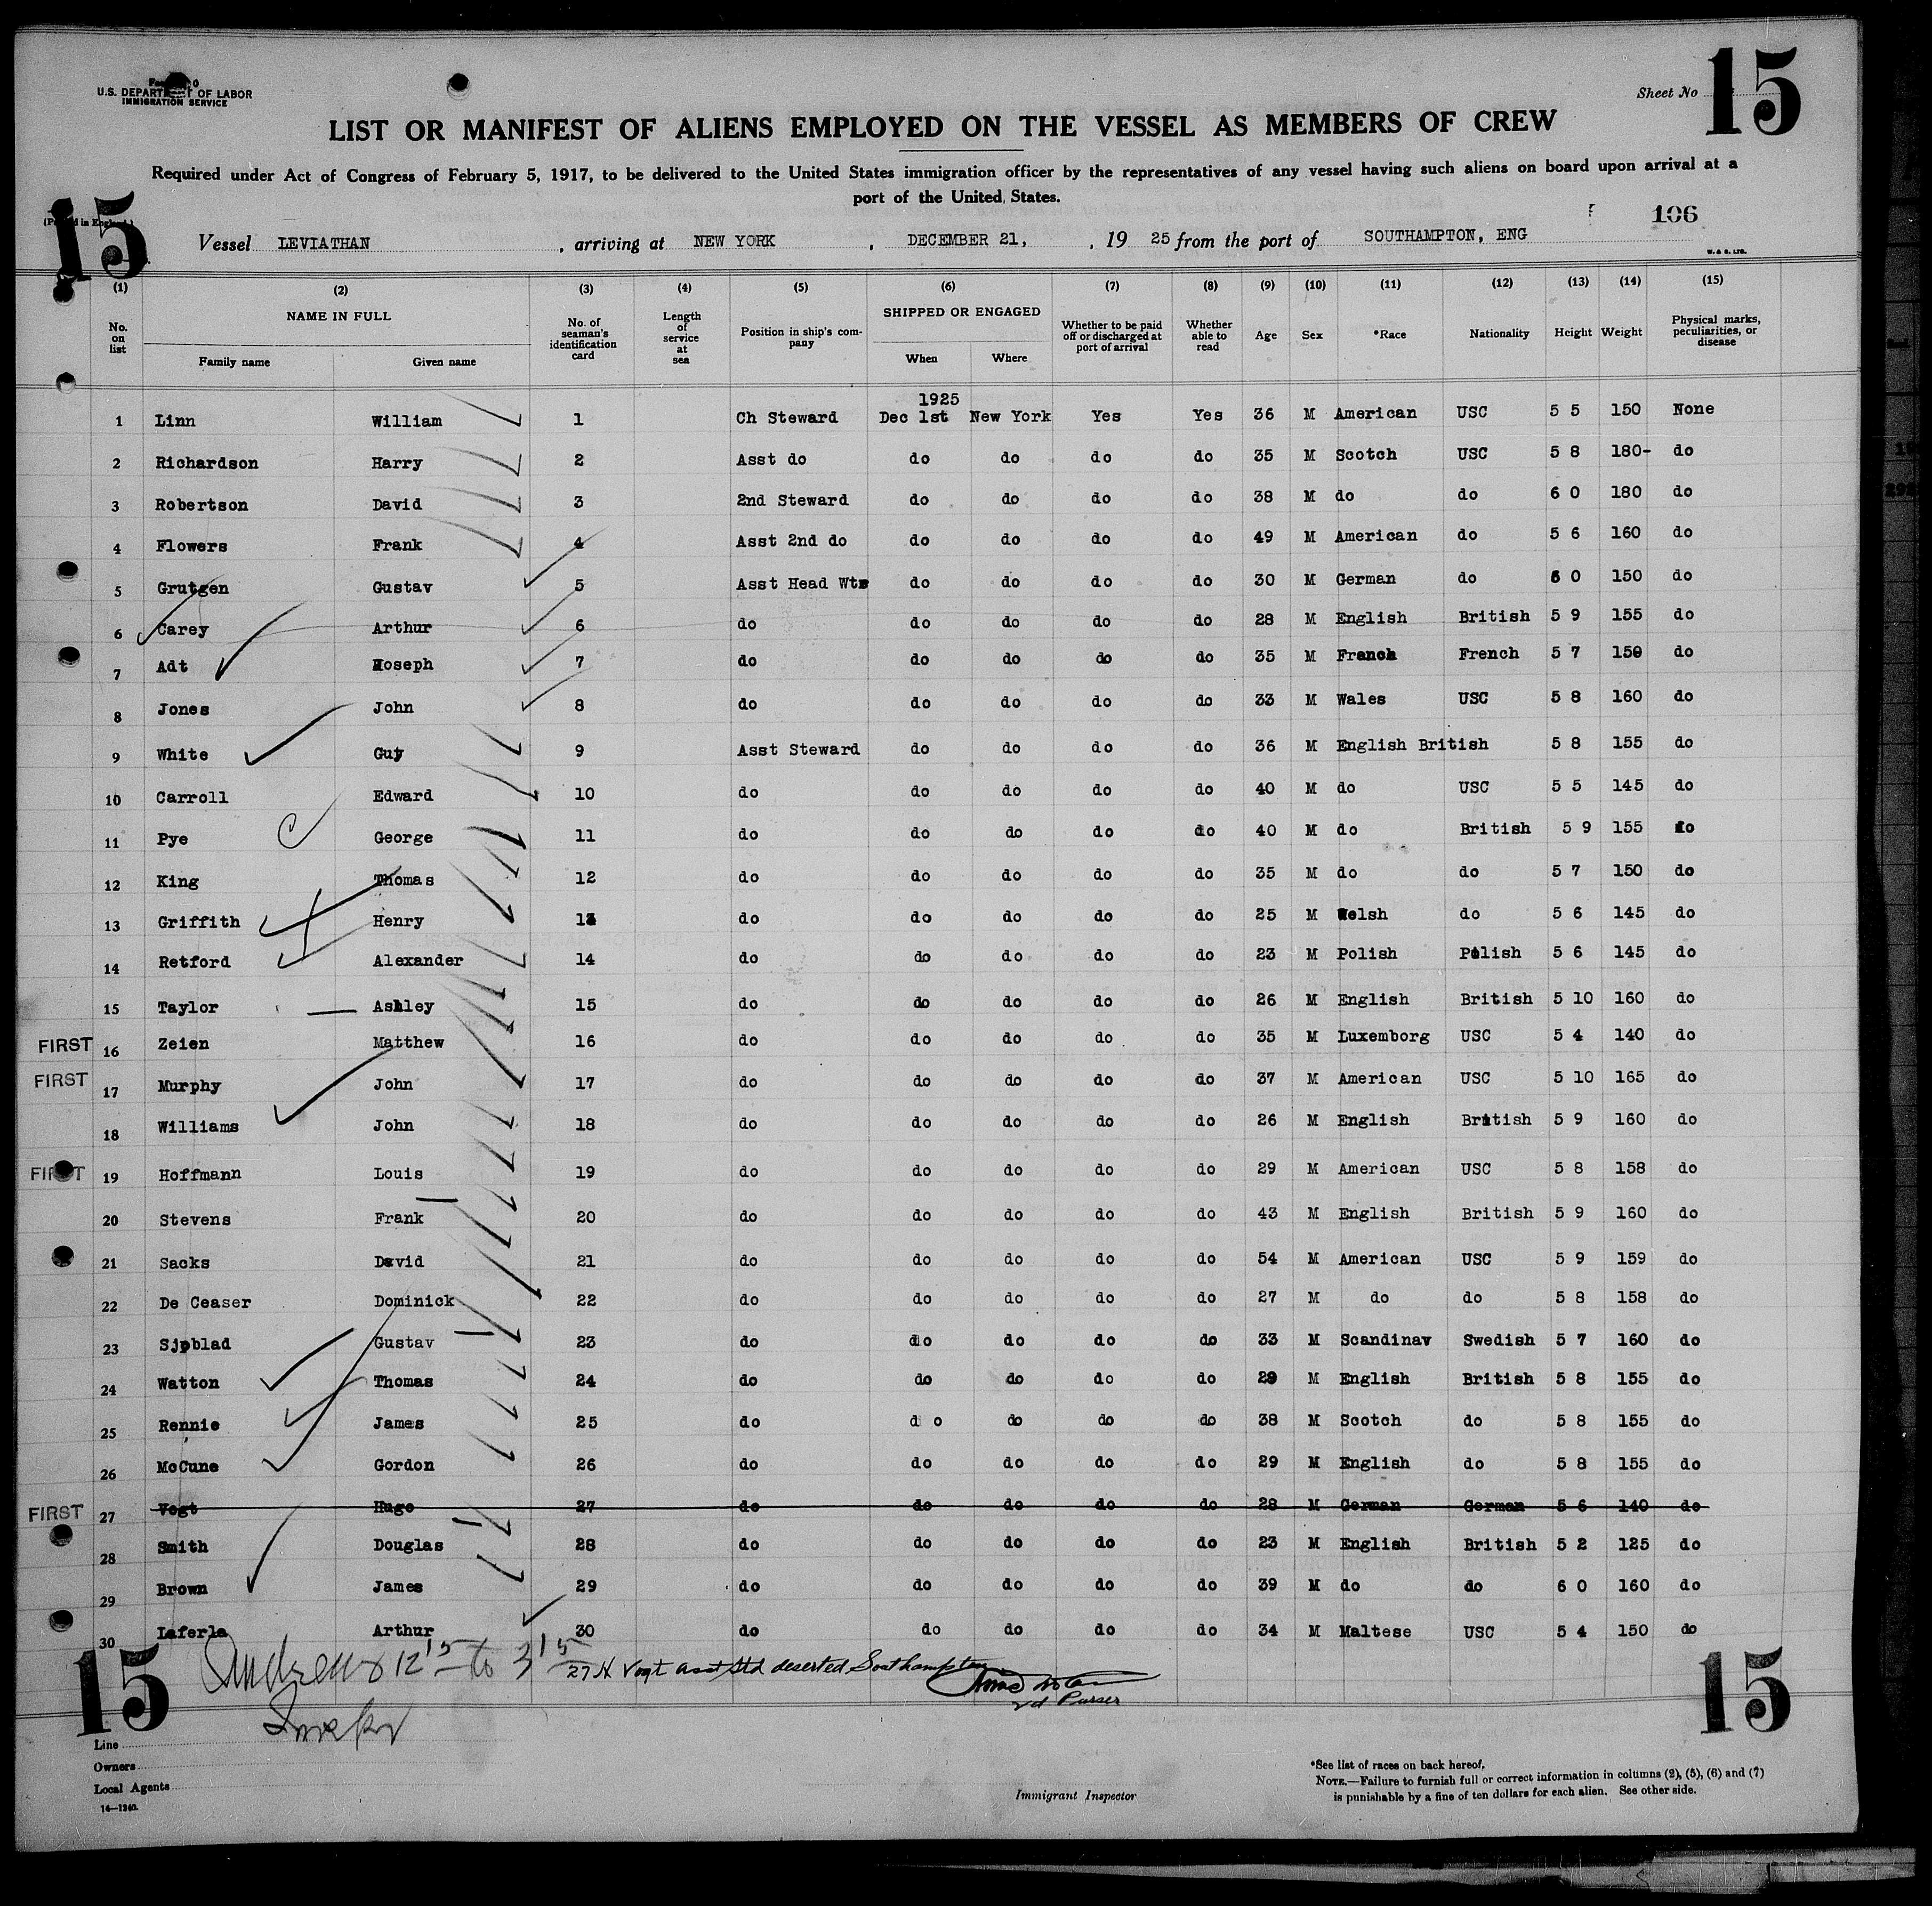 15
Sheet No
U.S. DEPARTMENT OF LABOR
IMMIGRATION SERVICE
LIST OR MANIFEST OF ALIENS EMPLOYED ON THE VESSEL AS MEMBERS OF CREW
Required under Act of Congress of February 5, 1917, to be delivered to the United States immigration officer by the representatives of any vessel having such aliens on board upon arrival at a
port of the United States.
15
(Printed in England.)
106
Vessel LEVIATHAN , arriving at NEW YORK , DECEMBER 21, , 19 25 from the port of SOUTHAMPTON, ENG
W. & S. LTD.
(1) (2) (3) (4) (5) (6) (7) (8) (9) (10) (11) (12) (13) (14) (15)
No. on list NAME IN FULL Family name Given name No. of seaman's identification card Length of service at sea Position in ship's company SHIPPED OR ENGAGED When Where Whether to be paid off or discharged at port of arrival Whether able to read Age Sex *Race Nationality Height Weight Physical marks, peculiarities, or disease
1925
1 Linn William 1 Ch Steward Dec 1st New York Yes Yes 36 M American USC 5 5 150 None
2 Richardson Harry 2 Asst do do do do do 35 M Scotch USC 5 8 180- do
3 Robertson David 3 2nd Steward do do do do 38 M do do 6 0 180 do
4 Flowers Frank 4 Asst 2nd do do do do do 49 M American do 5 6 160 do
5 Grutgen Gustav 5 Asst Head Wtr do do do do 30 M German do 6 0 150 do
6 Carey Arthur 6 do do do do do 28 M English British 5 9 155 do
7 Adt Joseph 7 do do do do do 35 M Franch French 5 7 150 do
8 Jones John 8 do do do do do 33 M Wales USC 5 8 160 do
9 White Guy 9 Asst Steward do do do do 36 M English British 5 8 155 do
10 Carroll Edward 10 do do do do do 40 M do USC 5 5 145 do
11 Pye George 11 do do do do do 40 M do British 5 9 155 do
12 King Thomas 12 do do do do do 35 M do do 5 7 150 do
13 Griffith Henry 13 do do do do do 25 M Welsh do 5 6 145 do
14 Retford Alexander 14 do do do do do 23 M Polish Polish 5 6 145 do
15 Taylor Ashley 15 do do do do do 26 M English British 5 10 160 do
FIRST 16 Zeien Matthew 16 do do do do do 35 M Luxemborg USC 5 4 140 do
FIRST 17 Murphy John 17 do do do do do 37 M American USC 5 10 165 do
18 Williams John 18 do do do do do 26 M English British 5 9 160 do
FIRST 19 Hoffmann Louis 19 do do do do do 29 M American USC 5 8 158 do
20 Stevens Frank 20 do do do do do 43 M English British 5 9 160 do
21 Sacks David 21 do do do do do 54 M American USC 5 9 159 do
22 De Ceaser Dominick 22 do do do do do 27 M do do 5 8 158 do
23 Sjoblad Gustav 23 do do do do do 33 M Scandinav Swedish 5 7 160 do
24 Watton Thomas 24 do do do do do 29 M English British 5 8 155 do
25 Rennie James 25 do d o do do do 38 M Scotch do 5 8 155 do
26 McCune Gordon 26 do do do do do 29 M English do 5 8 155 do
FIRST 27 Vogt Hugo 27 do do do do do 28 M German German 5 6 140 do
28 Smith Douglas 28 do do do do do 23 M English British 5 2 125 do
29 Brown James 29 do do do do do 39 M do do 6 0 160 do
30 Laferla Arthur 30 do do do do do 34 M Maltese USC 5 4 150 do
Andrews 12 15 to 3 15
27 H Vogt asst Std deserted Southampton
2d Purser
15
15
Line
Owners
Local Agents
14—1240.
Immigrant Inspector
*See list of races on back hereof.
NOTE.—Failure to furnish full or correct information in columns (2), (5), (6) and (7)
is punishable by a fine of ten dollars for each alien. See other side.